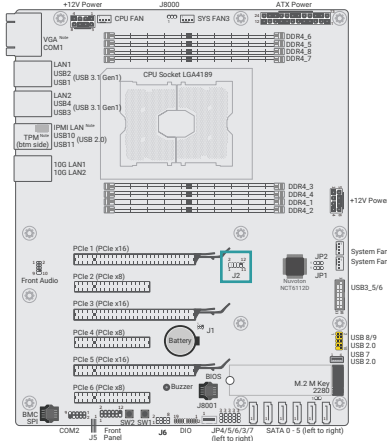 +12V Power
J8000
ATX Power
CPU FAN
SYS FAN3
VGA Note
COM1
DDR4_6
DDR4_5
DDR4_8
DDR4_7
LAN1
USB2
USB1
(USB 3.1 Gen1)
CPU Socket LGA4189
LAN2
USB4
USB3
(USB 3.1 Gen1)
IPMI LAN Note
TPM Note
(btm side)
USB10
USB11
(USB 2.0)
10G LAN1
10G LAN2
DDR4_3
DDR4_4
DDR4_1
DDR4_2
+12V Power
PCIe 1 (PCIe x16)
2 12
1 11
J2
System Fan
System Fan
JP2
JP1
Nuvoton
NCT6112D
Front Audio
PCIe 2 (PCIe x8)
USB3_5/6
PCIe 3 (PCIe x16)
J1
PCIe 4 (PCIe x8)
Battery
USB 8/9
USB 2.0
USB 7
USB 2.0
PCIe 5 (PCIe x16)
BIOS
M.2 M Key
2280
PCIe 6 (PCIe x8)
Buzzer
BMC
SPI
J8001
COM2
J5
Front
Panel
SW2
SW1
J6
DIO
JP4/5/6/3/7
(left to right)
SATA 0 - 5 (left to right)